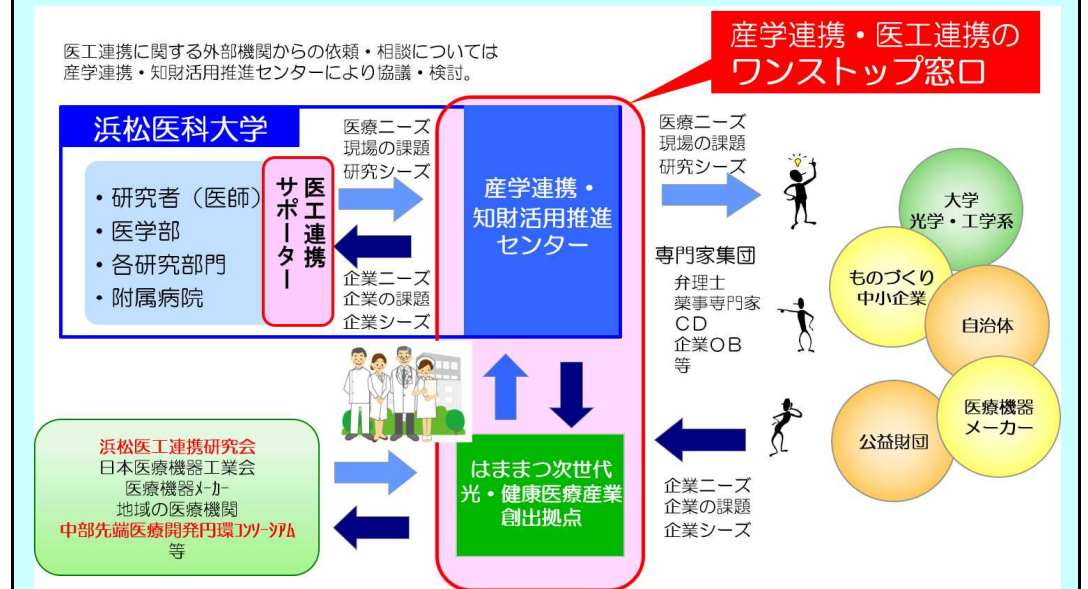 医工連携に関する外部機関からの依頼・相談については
産学連携・知財活用推進センターにより協議・検討。
産学連携・医工連携の
ワンストップ窓口
浜松医科大学
・研究者（医師）
・医学部
・各研究部門
・附属病院
医工連携
サポーター
医療ニーズ
現場の課題
研究シーズ
企業ニーズ
企業の課題
企業シーズ
産学連携・
知財活用推進
センター
医療ニーズ
現場の課題
研究シーズ
専門家集団
弁理士
薬事専門家
ＣＤ
企業ＯＢ
等
大学
光学・工学系
ものづくり
中小企業
自治体
医療機器
メーカー
公益財団
浜松医工連携研究会
日本医療機器工業会
医療機器ﾒｰｶｰ
地域の医療機関
中部先端医療開発円環ｺﾝｿｰｼｱﾑ
等
はままつ次世代
光・健康医療産業
創出拠点
企業ニーズ
企業の課題
企業シーズ